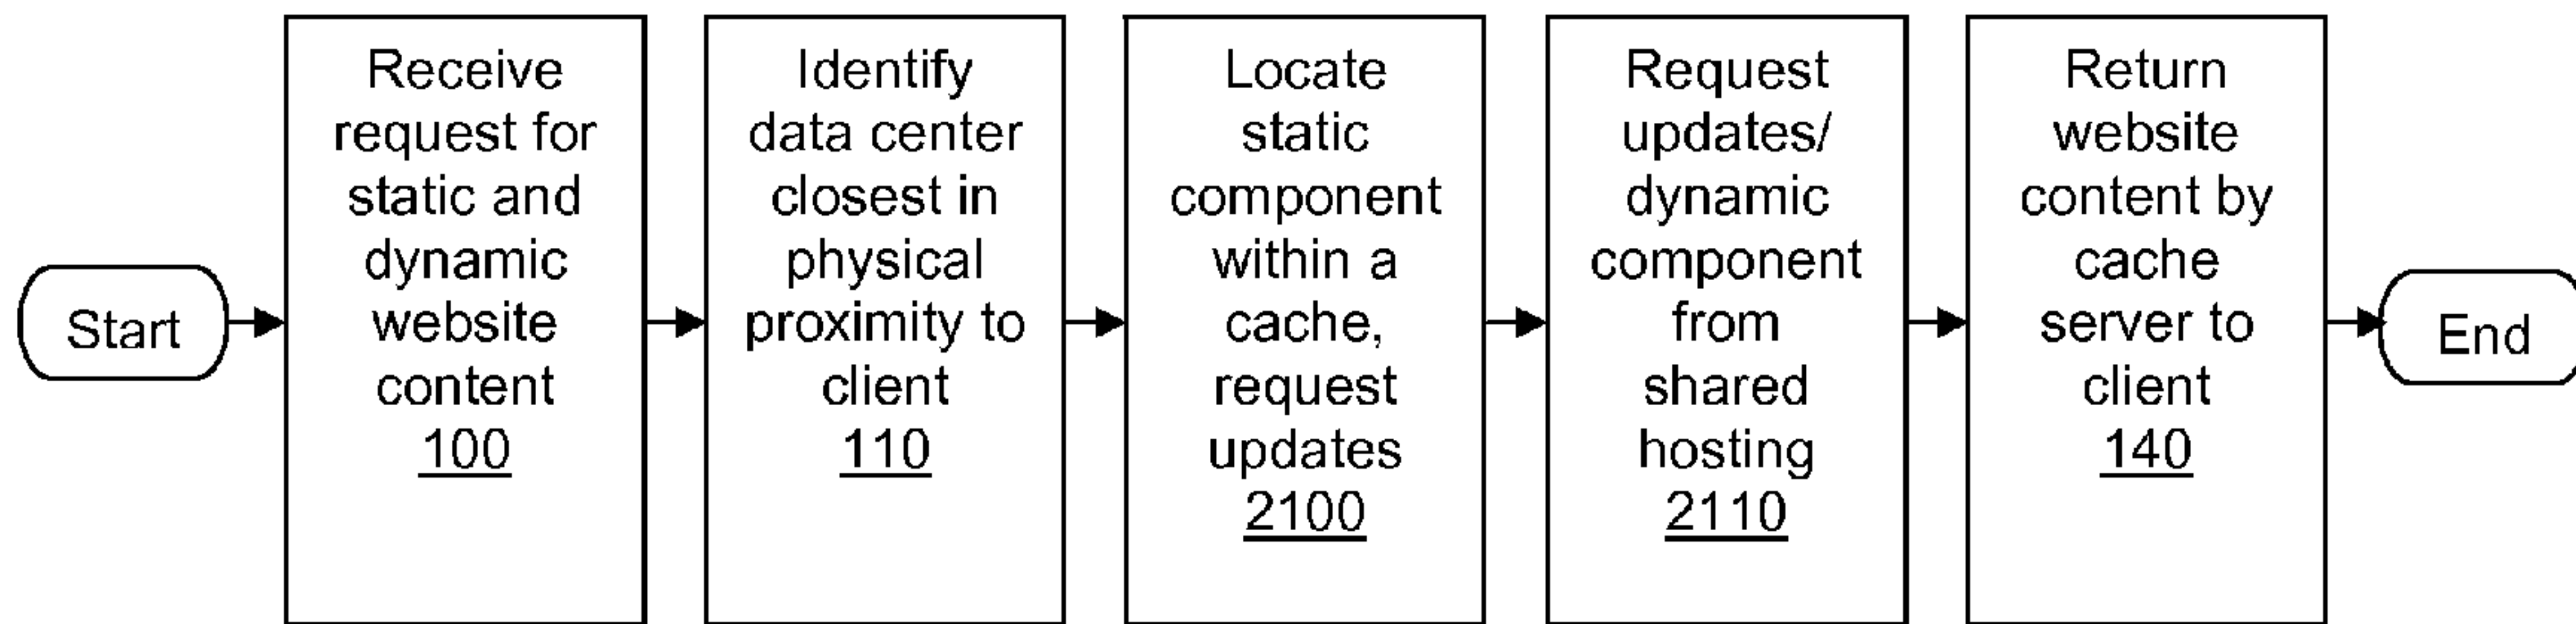 Start
Receive
request for
static and
dynamic
website
content
100
Identify
data center
closest in
physical
proximity to
client
110
Locate
static
component
within a
cache,
request
updates
2100
Request
updates/
dynamic
component
from
shared
hosting
2110
Return
website
content by
cache
server to
client
140
End